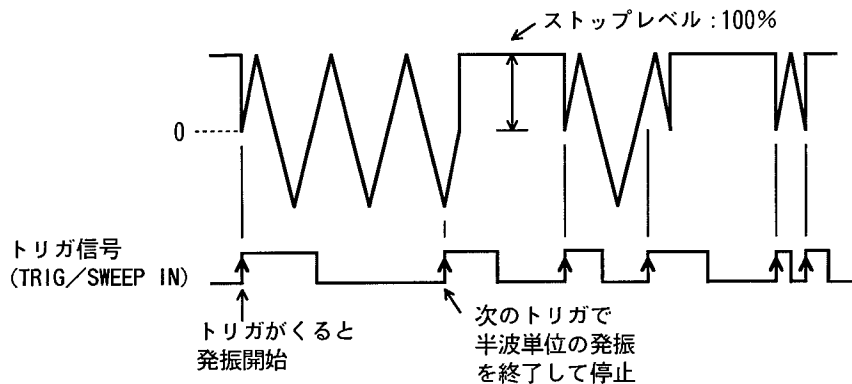 ストップレベル:100%
0
トリガ信号
(TRIG/SWEEP IN)
トリガがくると
発振開始
次のトリガで
半波単位の発振
を終了して停止